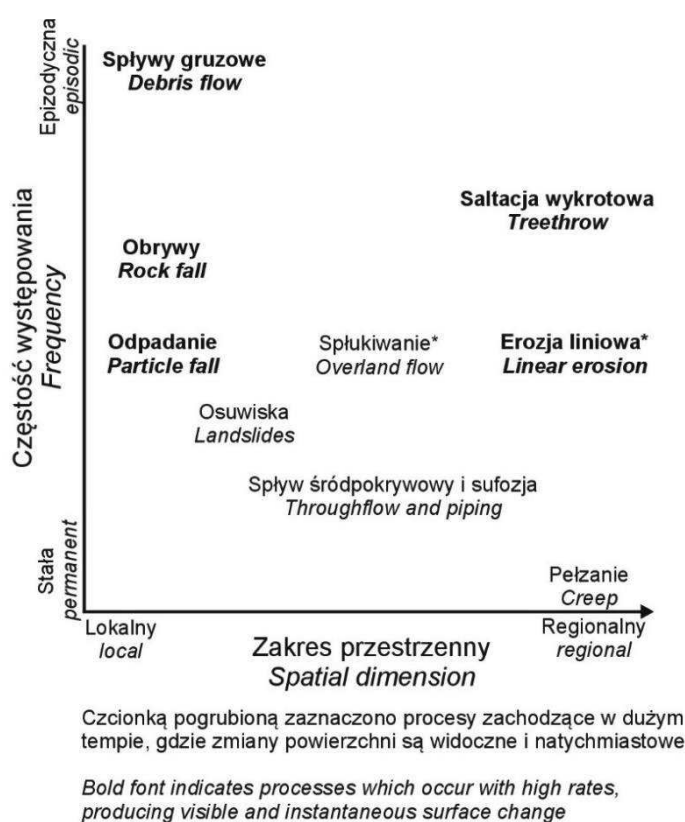 Epizodyczna
episodic
Spływy gruzowe
Debris flow
Saltacja wykrotowa
Treethrow
Obrywy
Rock fall
Częstość występowania
Frequency
Odpadanie
Particle fall
Spłukiwanie*
Overland flow
Erozja liniowa*
Linear erosion
Osuwiska
Landslides
Spływ śródpokrywowy i sufozja
Throughflow and piping
Stała
permanent
Pełzanie
Creep
Lokalny
local
Zakres przestrzenny
Spatial dimension
Regionalny
regional
Czcionką pogrubioną zaznaczono procesy zachodzące w dużym
tempie, gdzie zmiany powierzchni są widoczne i natychmiastowe
Bold font indicates processes which occur with high rates,
producing visible and instantaneous surface change